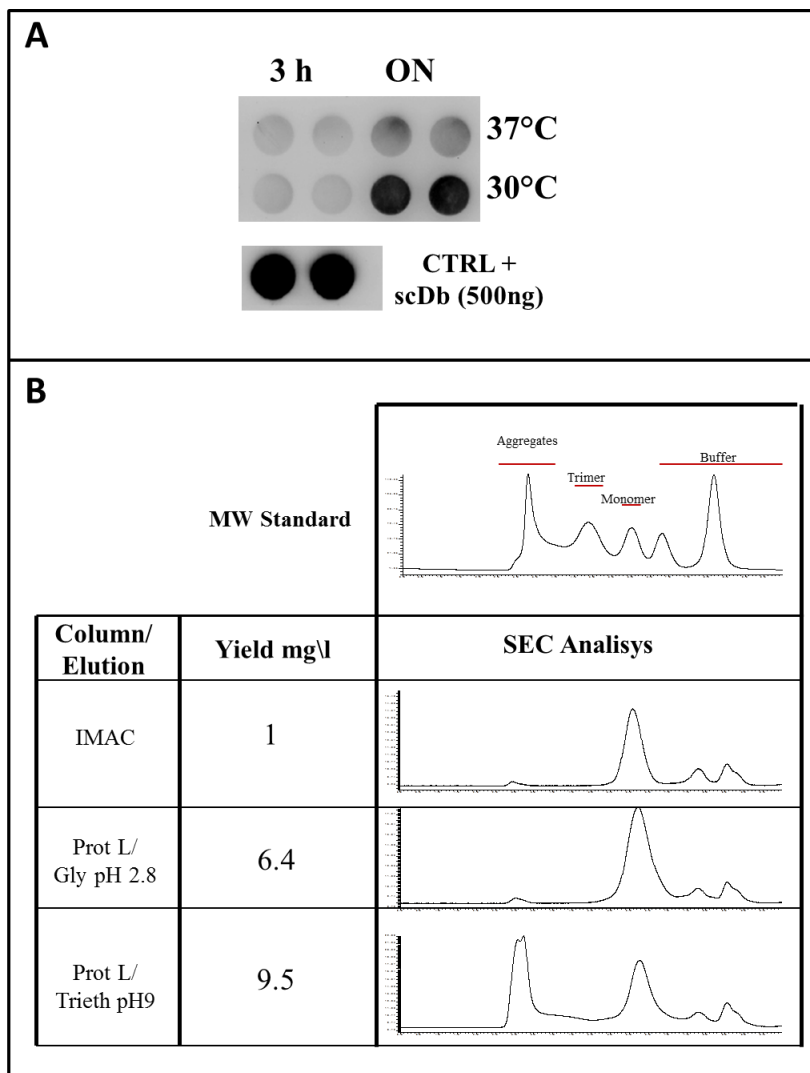 A
3 h ON
37°C
30°C
CTRL +
scDb (500ng)
B
Aggregates
Trimer
Monomer
Buffer
MW Standard
Column/
Elution
Yield mg\l
SEC Analisys
IMAC
1
Prot L/
Gly pH 2.8
6.4
Prot L/
Trieth pH9
9.5